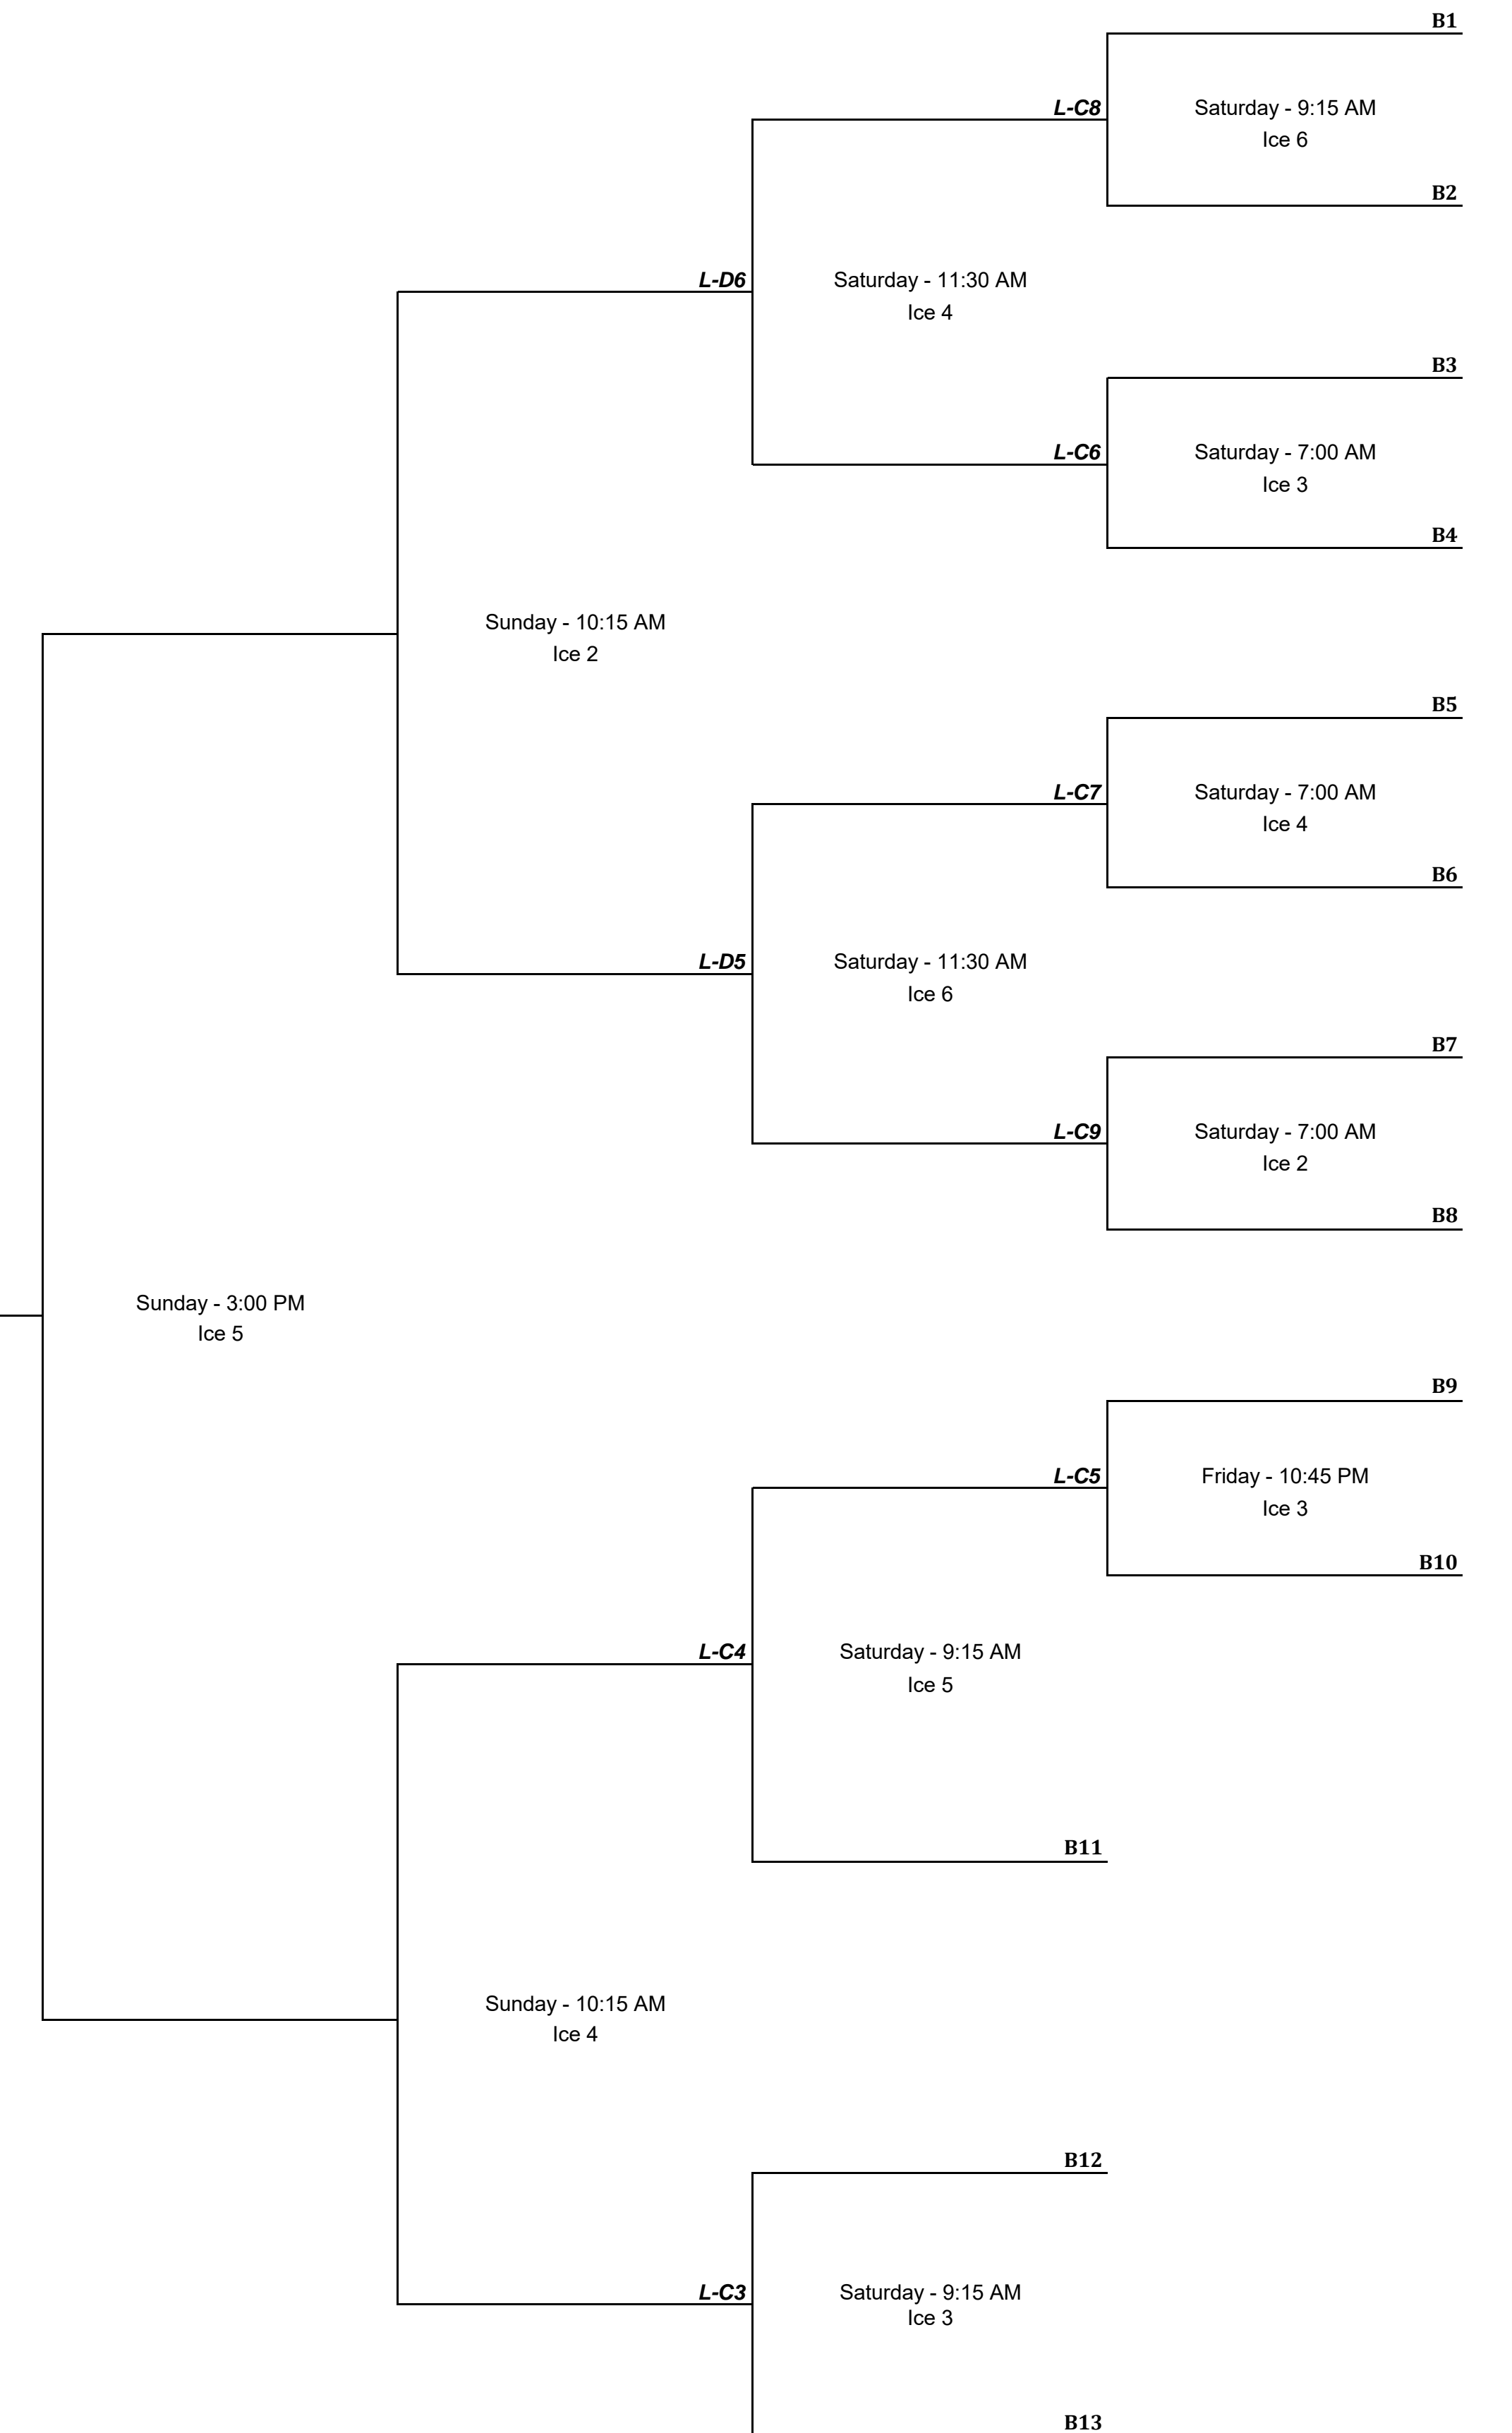 B1
L-C8
Saturday - 9:15 AM
Ice 6
B2
L-D6
Saturday - 11:30 AM
Ice 4
B3
L-C6
Saturday - 7:00 AM
Ice 3
B4
Sunday - 10:15 AM
Ice 2
B5
L-C7
Saturday - 7:00 AM
Ice 4
B6
L-D5
Saturday - 11:30 AM
Ice 6
B7
L-C9
Saturday - 7:00 AM
Ice 2
B8
Sunday - 3:00 PM
Ice 5
B9
L-C5
Friday - 10:45 PM
Ice 3
B10
L-C4
Saturday - 9:15 AM
Ice 5
B11
Sunday - 10:15 AM
Ice 4
B12
L-C3
Saturday - 9:15 AM
Ice 3
B13